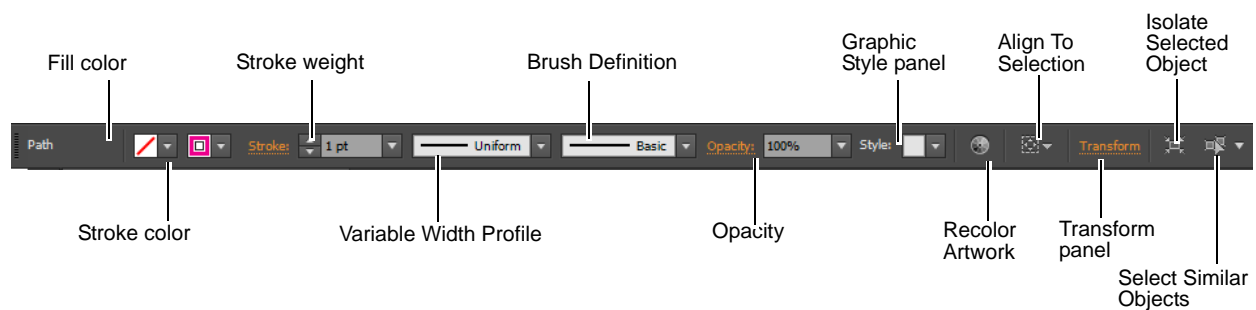 Fill color
Stroke weight
Brush Definition
Graphic
Style panel
Align To
Selection
Isolate
Selected
Object
Path
Stroke:
1 pt
Uniform
Basic
Opacity:
100%
Style:
Transform
Stroke color
Variable Width Profile
Opacity
Recolor
Artwork
Transform
panel
Select Similar
Objects